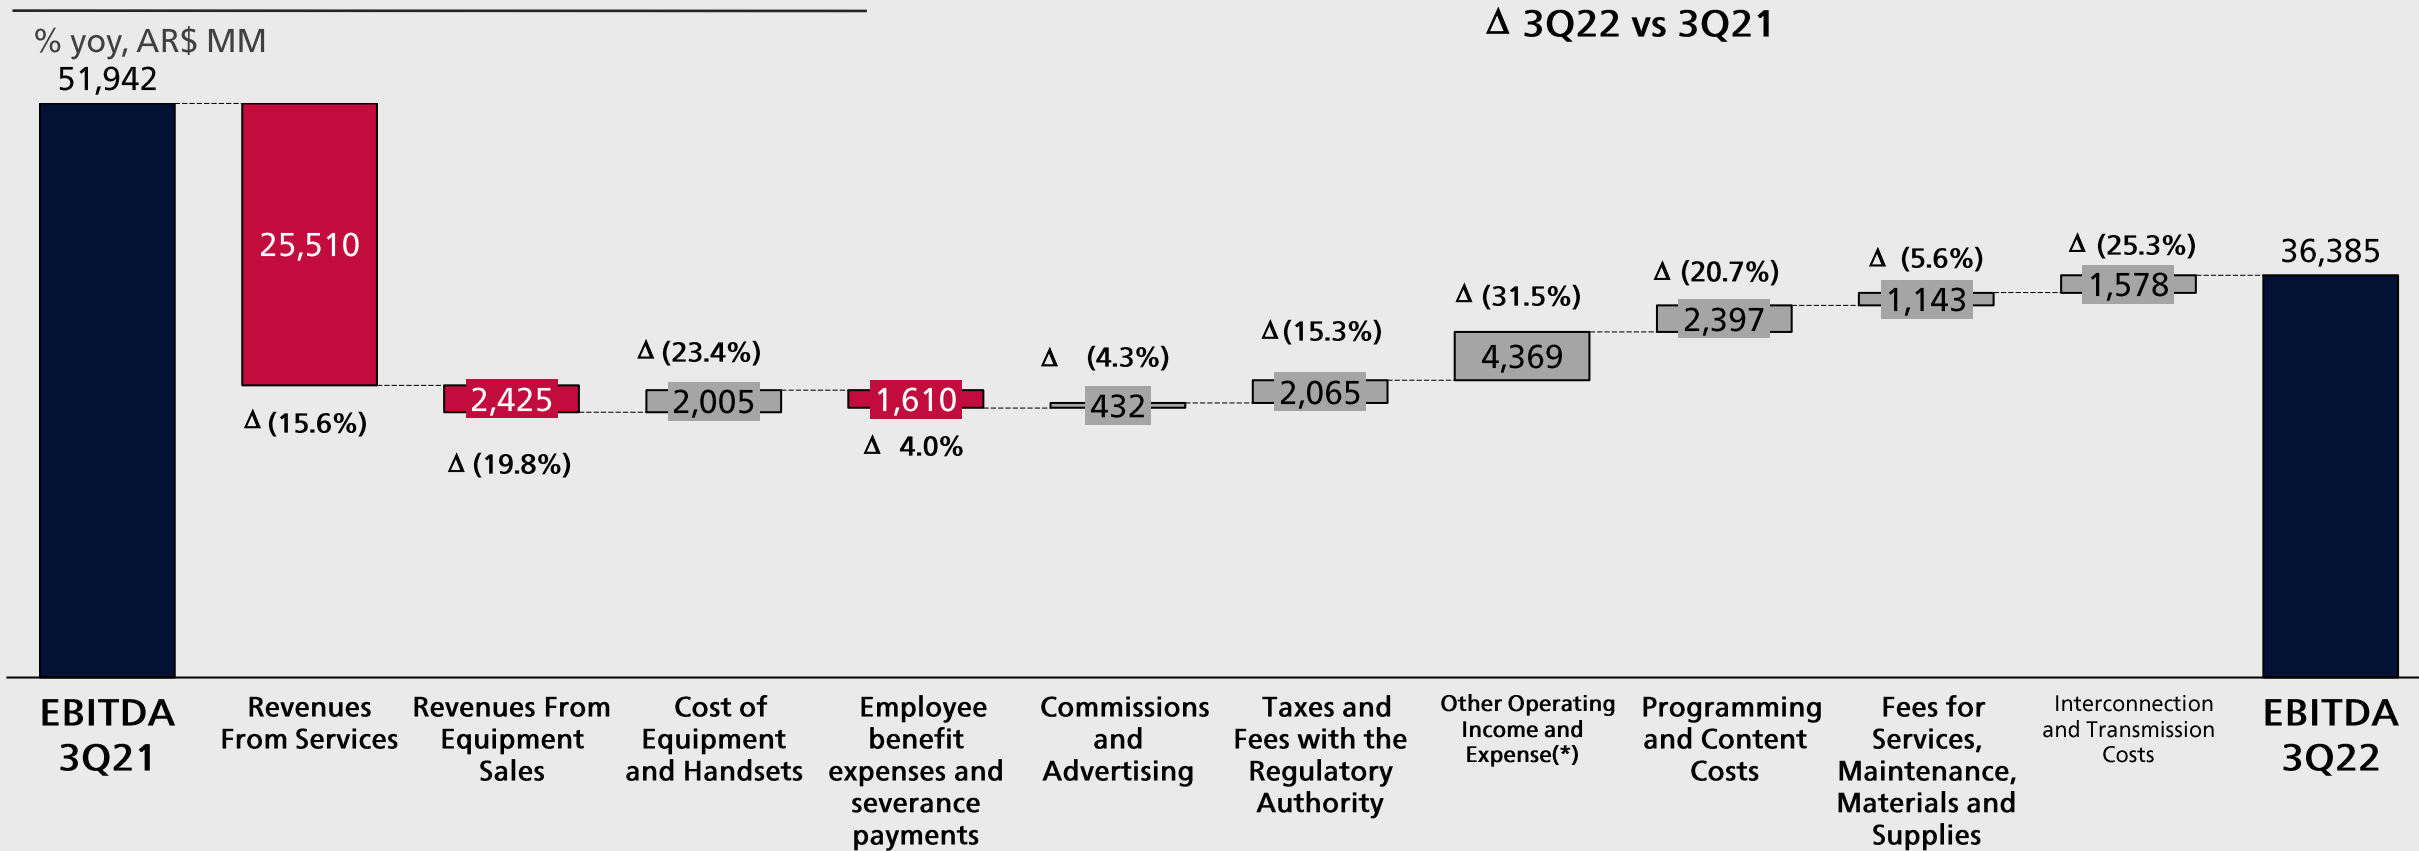 Δ 3Q22 vs 3Q21
% yoy, AR$ MM
51,942
25,510
Δ (15.6%)
2,425
Δ (19.8%)
Δ (23.4%)
2,005
1,610
Δ 4.0%
Δ (4.3%)
432
Δ (15.3%)
2,065
Δ (31.5%)
4,369
Δ (20.7%)
2,397
Δ (5.6%)
1,143
Δ (25.3%)
1,578
36,385
EBITDA
3Q21
Revenues
From Services
Revenues From
Equipment
Sales
Cost of
Equipment
and Handsets
Employee
benefit
expenses and
severance
payments
Commissions
and
Advertising
Taxes and
Fees with the
Regulatory
Authority
Other Operating
Income and
Expense(*)
Programming
and Content
Costs
Fees for
Services,
Maintenance,
Materials and
Supplies
Interconnection
and Transmission
Costs
EBITDA
3Q22